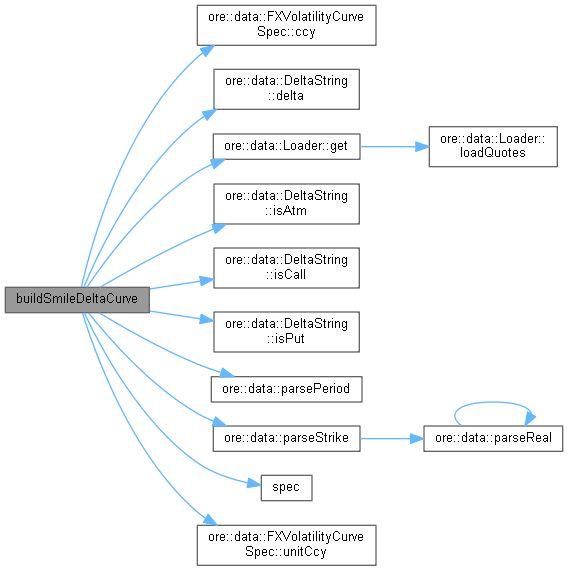 ore::data::FXVolatilityCurve
Spec::ccy
ore::data::DeltaString
::delta
ore::data::Loader::get
ore::data::Loader::
loadQuotes
ore::data::DeltaString
::isAtm
ore::data::DeltaString
::isCall
buildSmileDeltaCurve
ore::data::DeltaString
::isPut
ore::data::parsePeriod
ore::data::parseStrike
ore::data::parseReal
spec
ore::data::FXVolatilityCurve
Spec::unitCcy